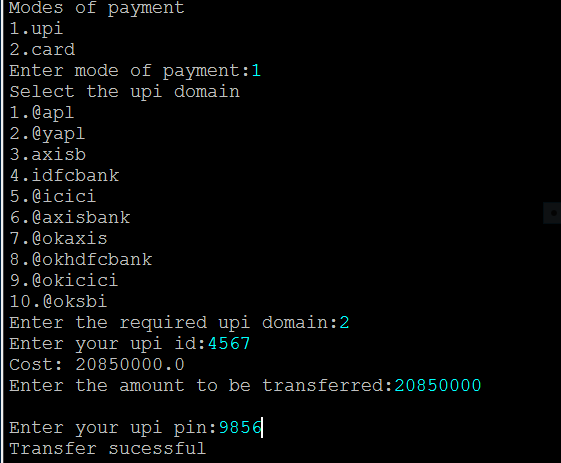 Modes of payment
1.upi
2.card
Enter mode of payment:1
Select the upi domain
1.@apl
2.@yapl
3.axisb
4.idfcbank
5.@icici
6.@axisbank
7.@okaxis
8.@okhdfcbank
9.@okicici
10.@oksbi
Enter the required upi domain:2
Enter your upi id:4567
Cost: 20850000.0
Enter the amount to be transferred:20850000
Enter your upi pin:9856
Transfer sucessful